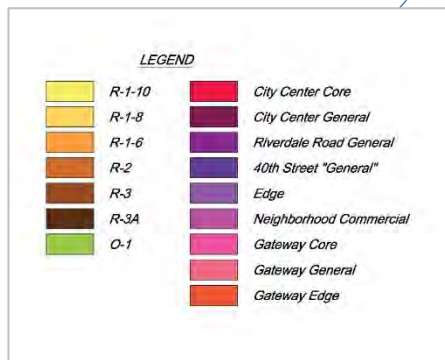 LEGEND
R-1-10
R-1-8
R-1-6
R-2
R-3
R-3A
O-1
City Center Core
City Center General
Riverdale Road General
40th Street "General"
Edge
Neighborhood Commercial
Gateway Core
Gateway General
Gateway Edge